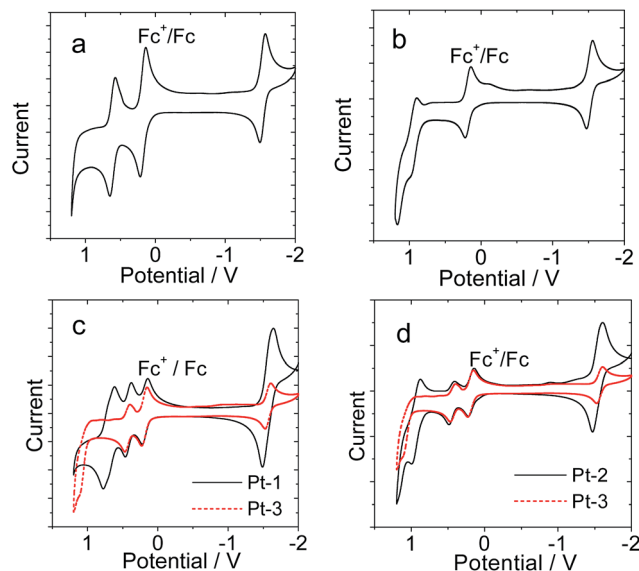 a
Fc+/Fc
Current
1 0 -1 -2
Potential / V
b
Fc+/Fc
Current
1 0 -1 -2
Potential / V
c
Fc+ / Fc
Current
Pt-1
Pt-3
1 0 -1 -2
Potential / V
d
Fc+/Fc
Current
Pt-2
Pt-3
1 0 -1 -2
Potential / V